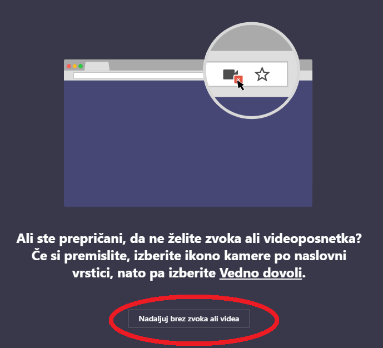 Ali ste prepričani, da ne želite zvoka ali videoposnetka?
Če si premislite, izberite ikono kamere po naslovni
vrstici, nato pa izberite Vedno dovoli.
Nadaljuj brez zvoka ali videa